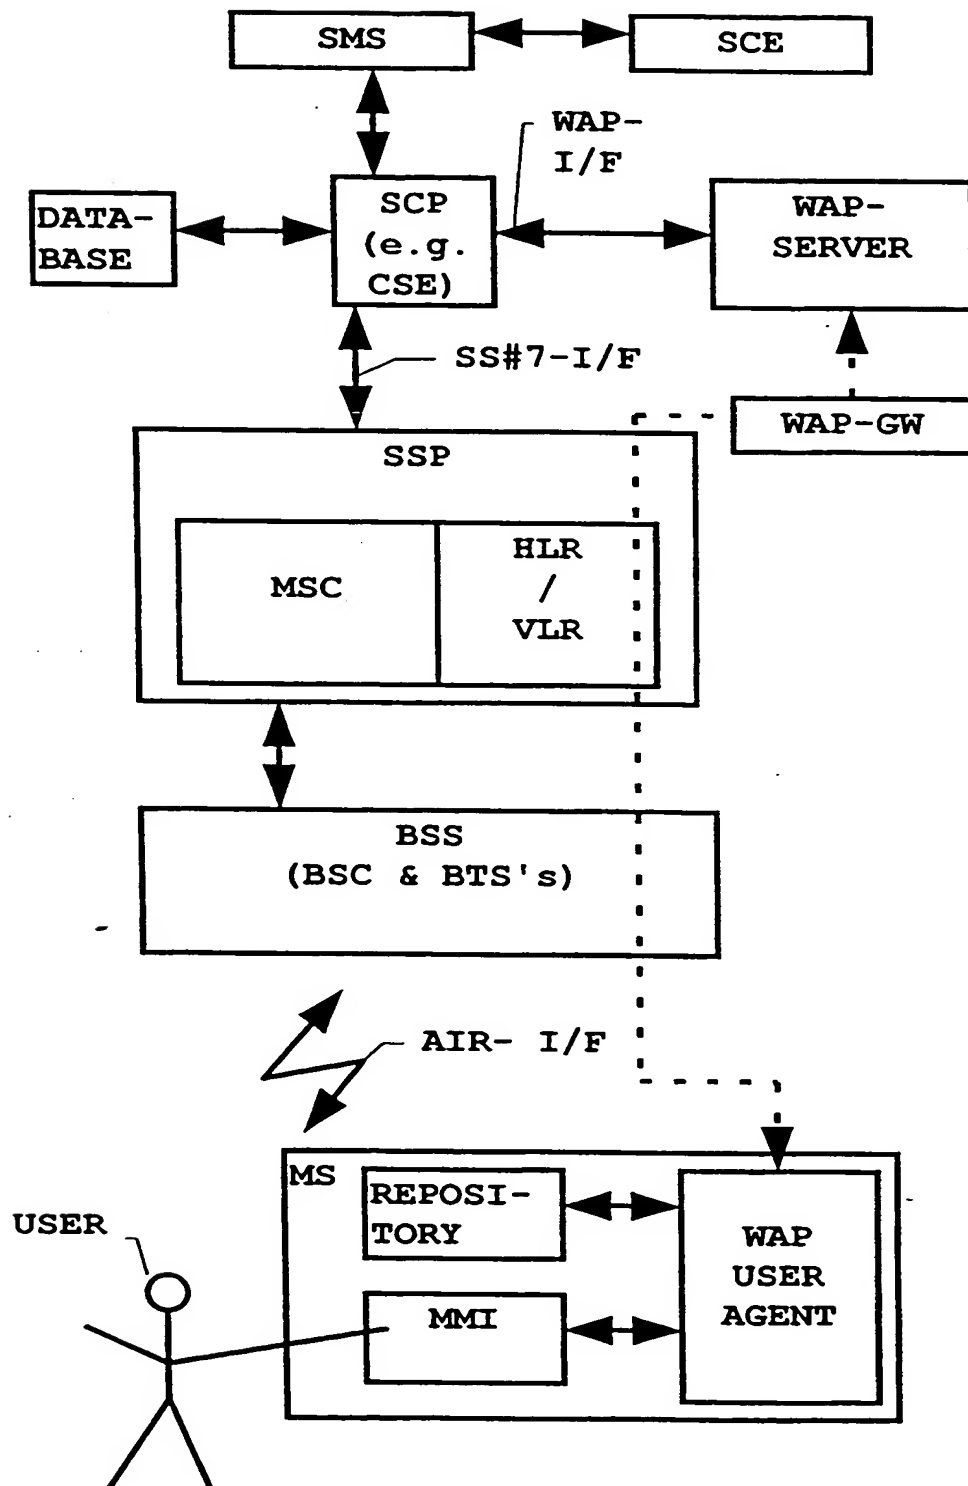 SMS
SCE
WAP-
I/F
DATA-
BASE
SCP
(e.g.
CSE)
WAP-
SERVER
SS#7-I/F
WAP-GW
SSP
MSC
HLR
/
VLR
BSS
(BSC & BTS's)
AIR- I/F
MS
REPOSI-
TORY
USER
WAP
USER
AGENT
MMI